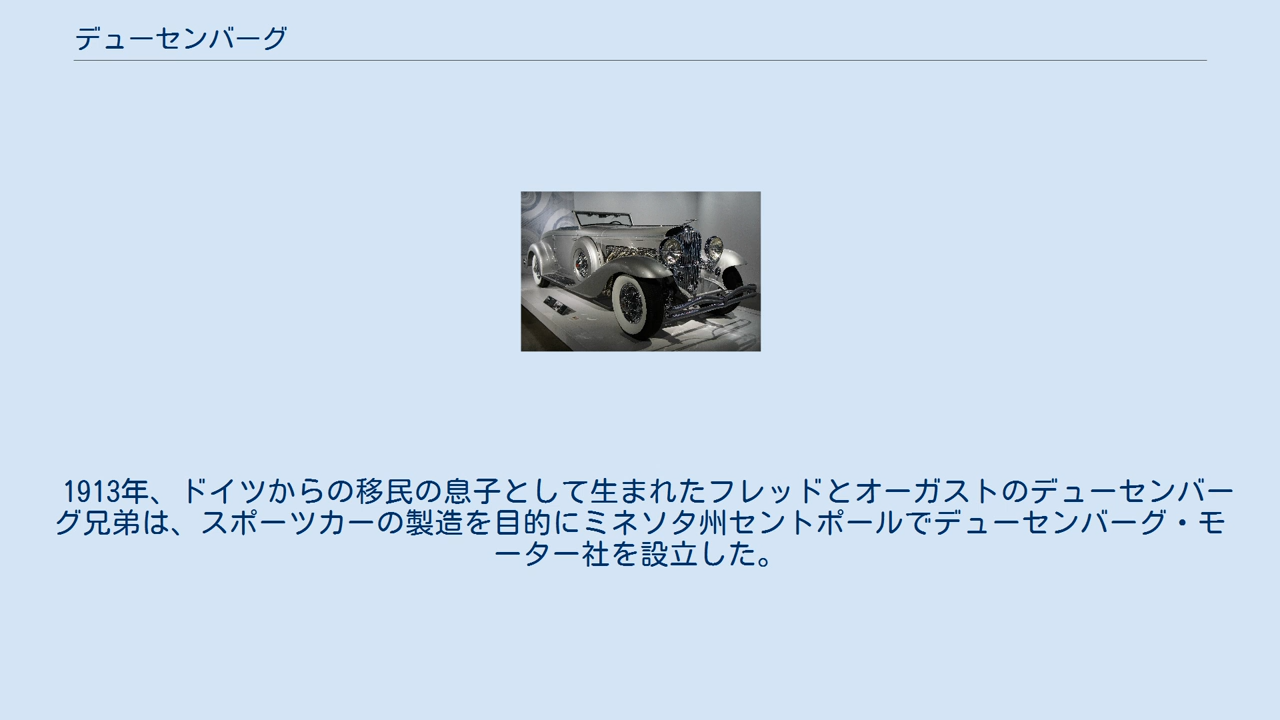 デューセンバーグ
1913年、ドイツからの移民の息子として生まれたフレッドとオーガストのデューセンバー
グ兄弟は、スポーツカーの製造を目的にミネソタ州セントポールでデューセンバーグ・モ
ーター社を設立した。